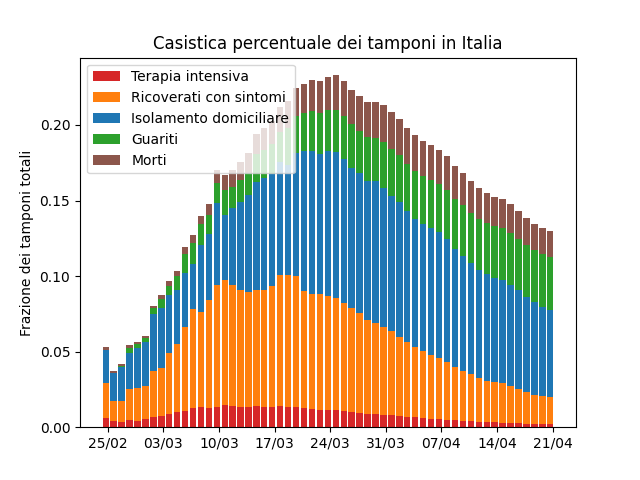 Casistica percentuale dei tamponi in Italia
Terapia intensiva
Ricoverati con sintomi
Isolamento domiciliare
Guariti
Morti
Frazione dei tamponi totali
0.20
0.15
0.10
0.05
0.00
25/02 03/03 10/03 17/03 24/03 31/03 07/04 14/04 21/04